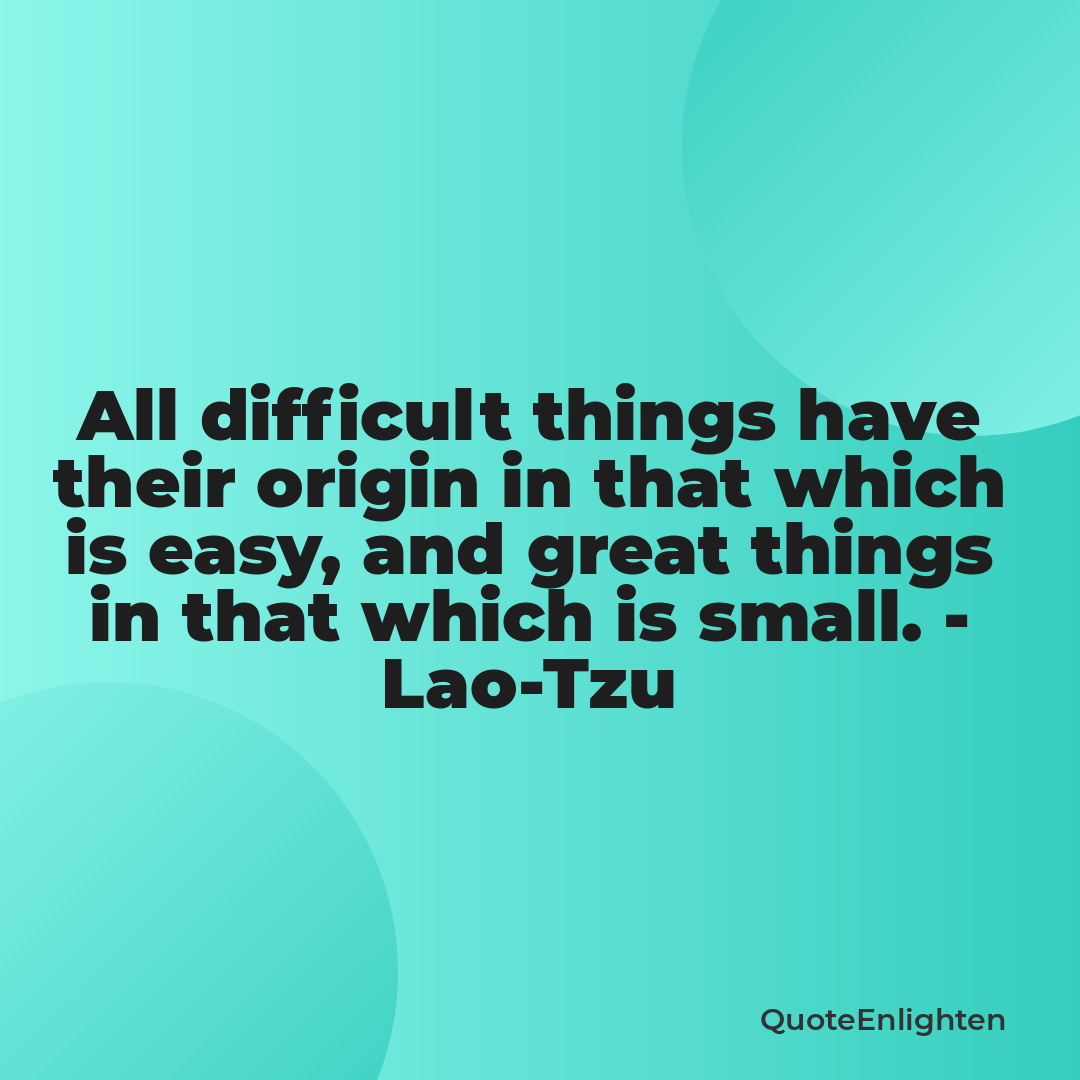 All difficult things have
their origin in that which
is easy, and great things
in that which is small. -
Lao-Tzu
QuoteEnlighten